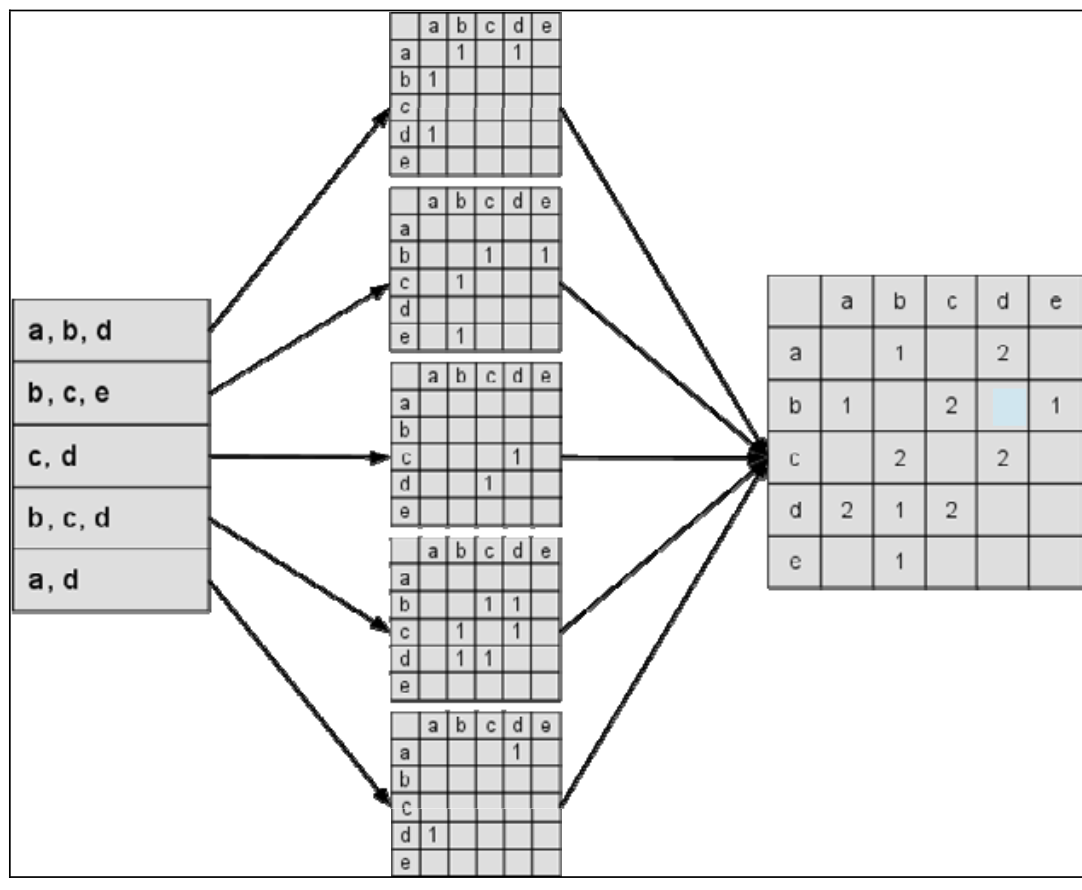 a b c d e
a 1 1
b 1
c
d 1
e
a b c d e
a
b 1 1
c 1
d
e 1
a b c d e
a
b
c 1
d 1
e
a b c d e
a
b 1 1
c 1 1
d 1 1
e
a b c d e
a 1
b
c
d 1
e
a, b, d
b, c, e
c, d
b, c, d
a, d
a b c d e
a 1 2
b 1 2 1
c 2 2
d 2 1 2
e 1